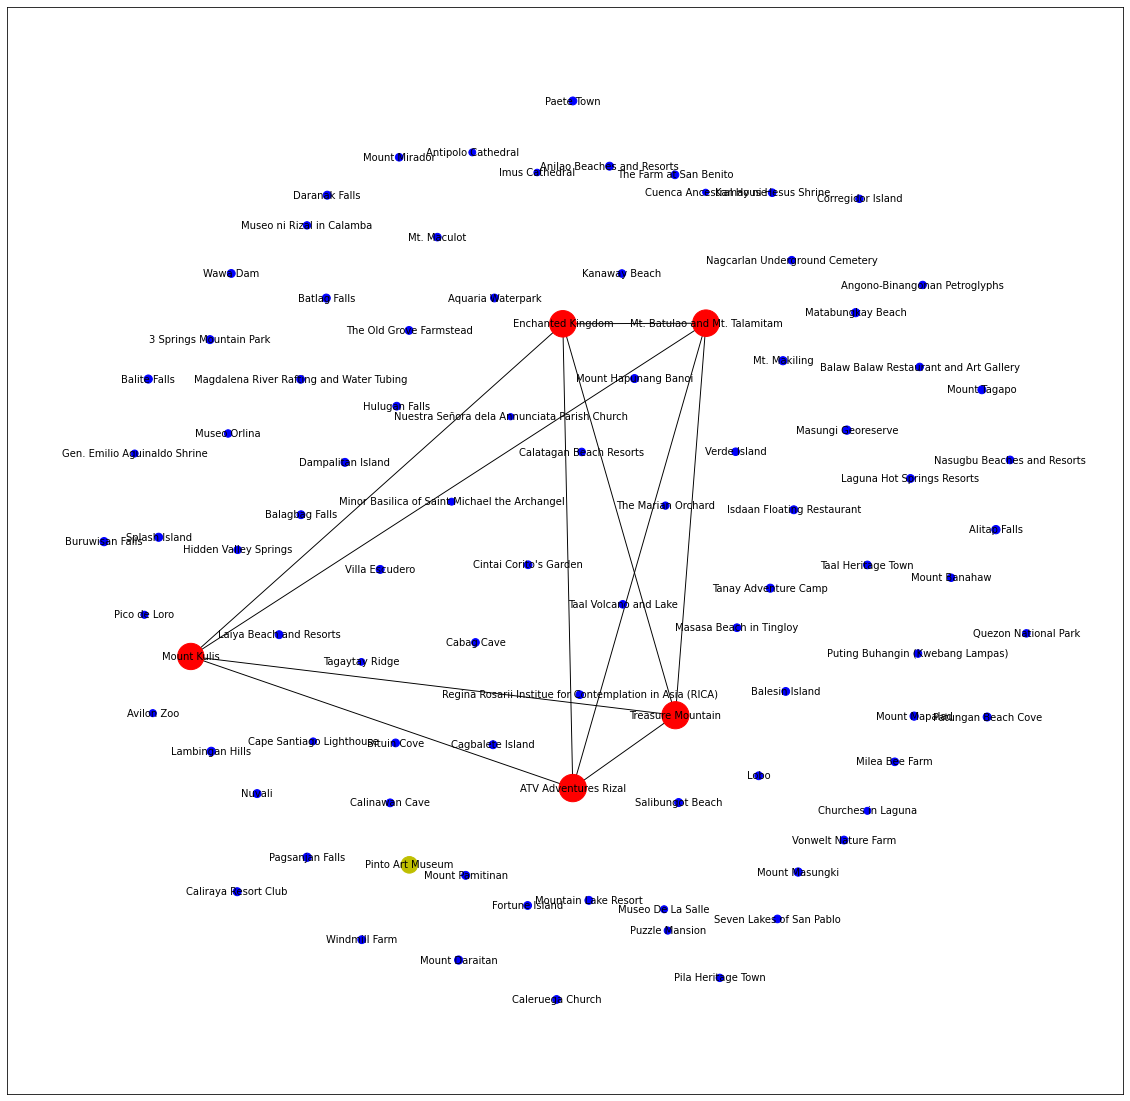 Paete Town
Antipolo Cathedral
Mount Mirador
Anilao Beaches and Resorts
Imus Cathedral
The Farm at San Benito
Cuenca Ancestral Houses
Kamay ni Hesus Shrine
Daranak Falls
Corregidor Island
Museo ni Rizal in Calamba
Mt. Maculot
Nagcarlan Underground Cemetery
Wawa Dam
Kanaway Beach
Angono-Binangonan Petroglyphs
Batlag Falls
Aquaria Waterpark
Matabungkay Beach
Enchanted Kingdom
Mt. Batulao and Mt. Talamitam
The Old Grove Farmstead
3 Springs Mountain Park
Mt. Makiling
Balaw Balaw Restaurant and Art Gallery
Balite Falls
Magdalena River Rafting and Water Tubing
Mount Hapunang Banoi
Mount Tagapo
Hulugan Falls
Nuestra Señora dela Annunciata Parish Church
Museo Orlina
Masungi Georeserve
Gen. Emilio Aguinaldo Shrine
Calatagan Beach Resorts
Verde Island
Dampalitan Island
Nasugbu Beaches and Resorts
Laguna Hot Springs Resorts
Minor Basilica of Saint Michael the Archangel
The Marian Orchard
Isdaan Floating Restaurant
Balagbag Falls
Alitap Falls
Splash Island
Buruwisan Falls
Hidden Valley Springs
Cintai Corito's Garden
Taal Heritage Town
Villa Escudero
Mount Banahaw
Tanay Adventure Camp
Taal Volcano and Lake
Pico de Loro
Masasa Beach in Tingloy
Laiya Beach and Resorts
Quezon National Park
Cabag Cave
Mount Kulis
Puting Buhangin (Kwebang Lampas)
Tagaytay Ridge
Balesin Island
Regina Rosarii Institue for Contemplation in Asia (RICA)
Avilon Zoo
Treasure Mountain
Mount Mapalad
Patungan Beach Cove
Cape Santiago Lighthouse
Bituin Cove
Cagbalete Island
Lambingan Hills
Milea Bee Farm
Lobo
ATV Adventures Rizal
Nuvali
Calinawan Cave
Salibungot Beach
Churches in Laguna
Vonwelt Nature Farm
Pagsanjan Falls
Pinto Art Museum
Mount Masungki
Mount Pamitinan
Caliraya Resort Club
Mountain Lake Resort
Fortune Island
Museo De La Salle
Seven Lakes of San Pablo
Puzzle Mansion
Windmill Farm
Mount Daraitan
Pila Heritage Town
Caleruega Church